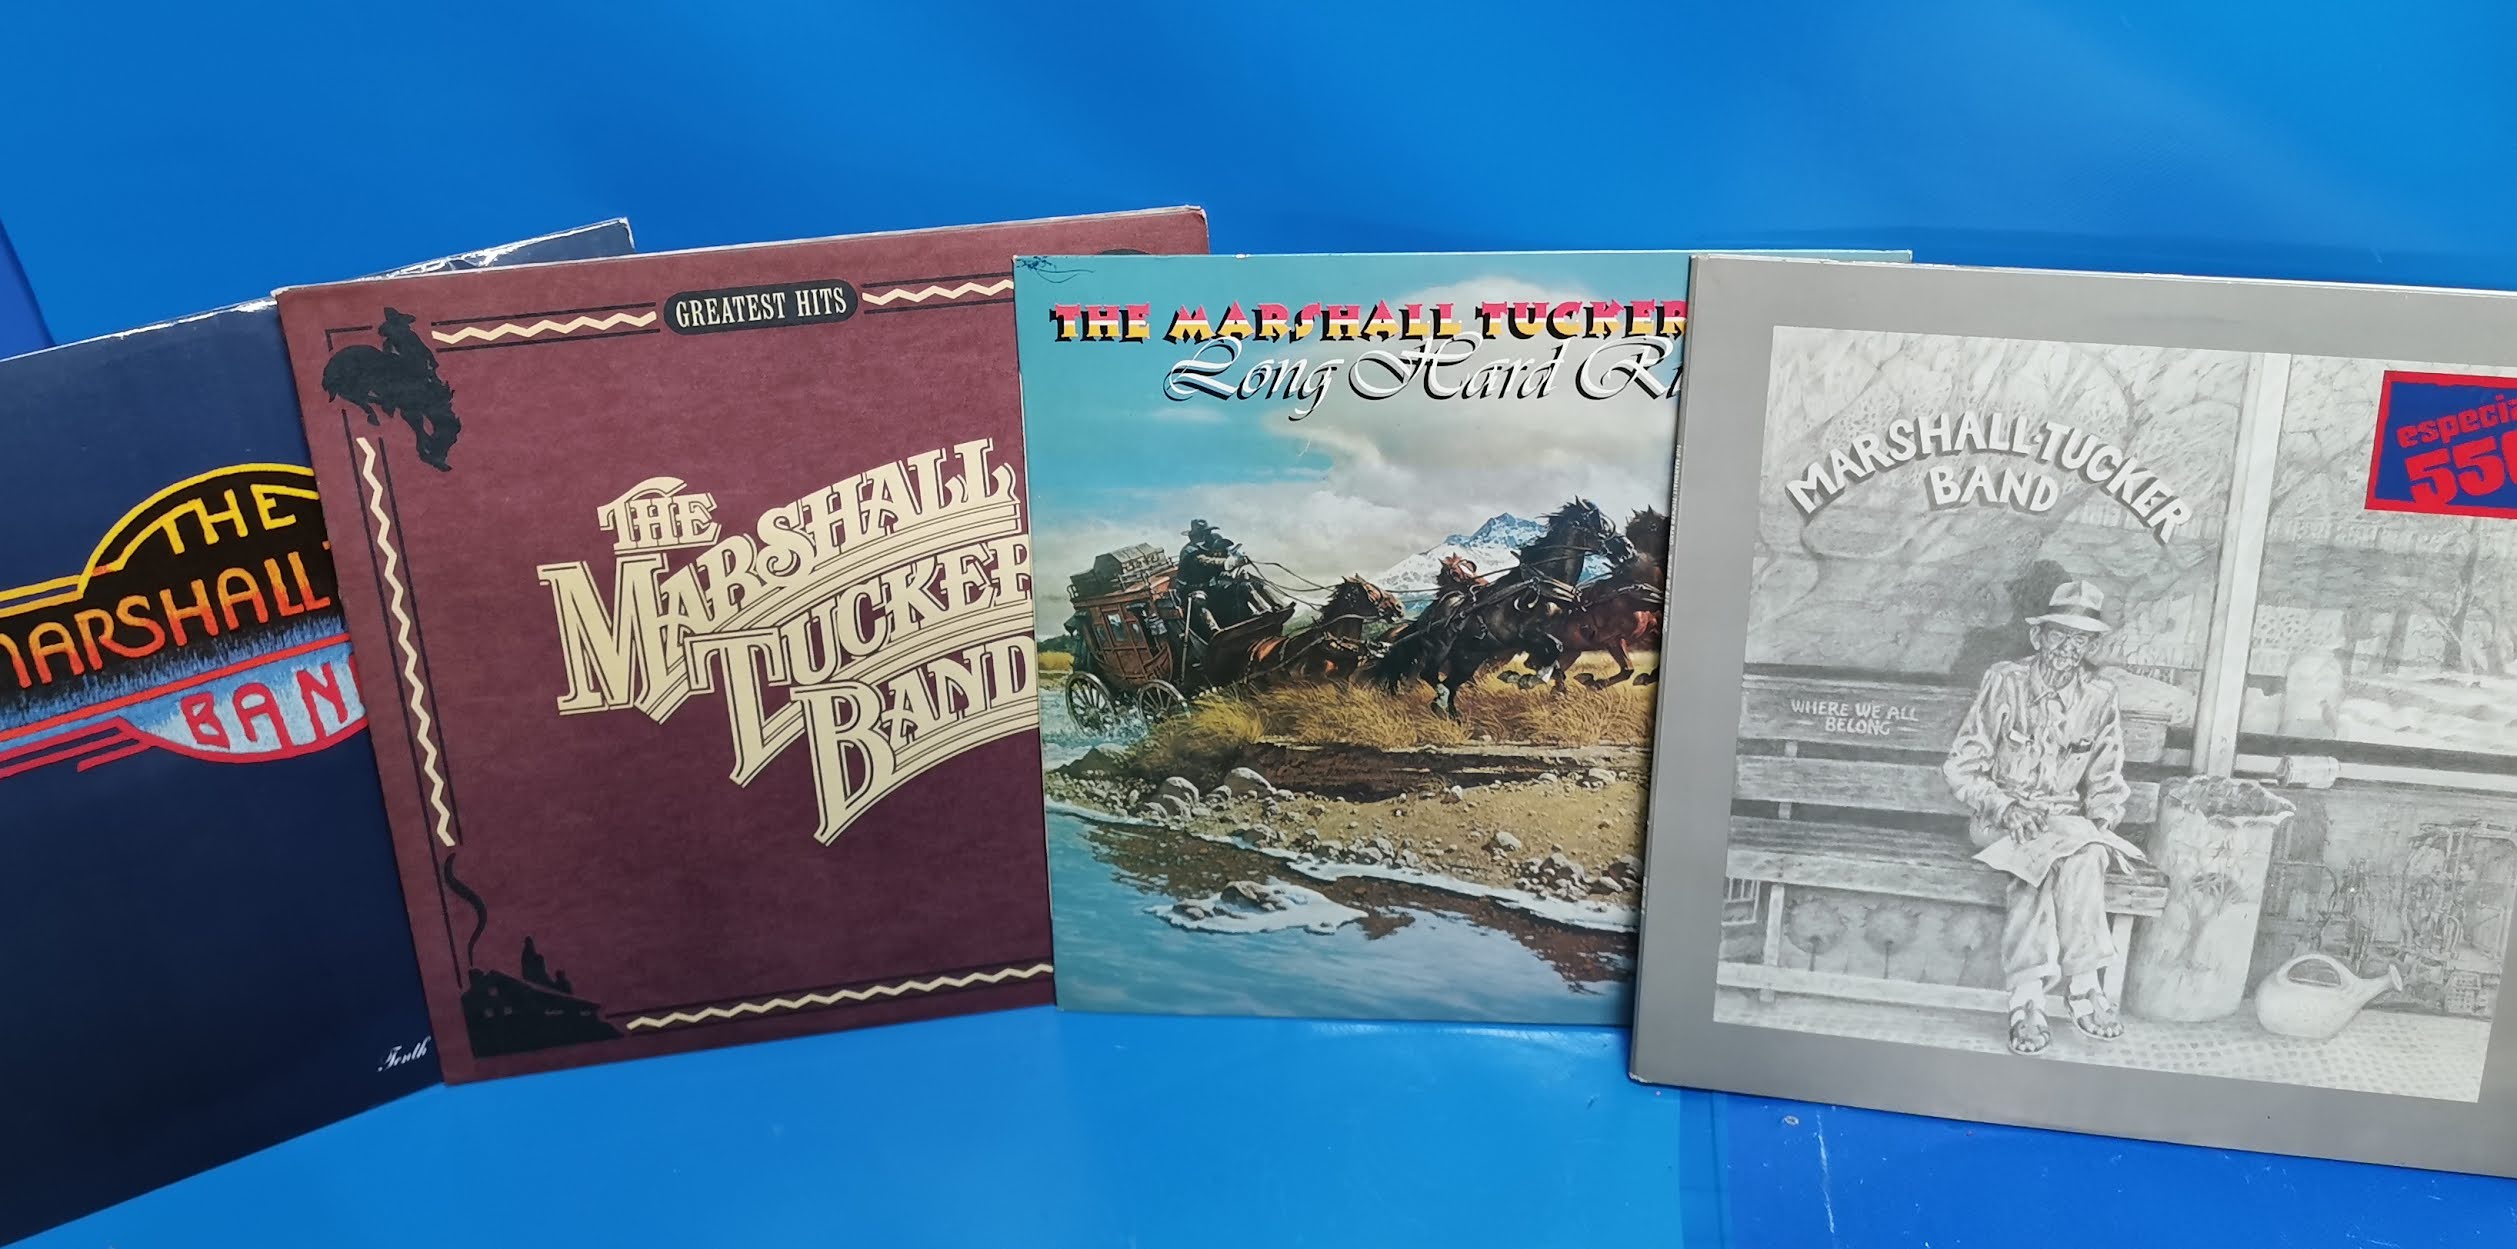 THE
MARSHALL
BAN
Tenth
GREATEST HITS
THE
MARSHALL
TUCKER
BAND
THE MARSHALL TUCKER
Long Hard Ri
MARSHALL TUCKER
BAND
WHERE WE ALL
BELONG
especi
55